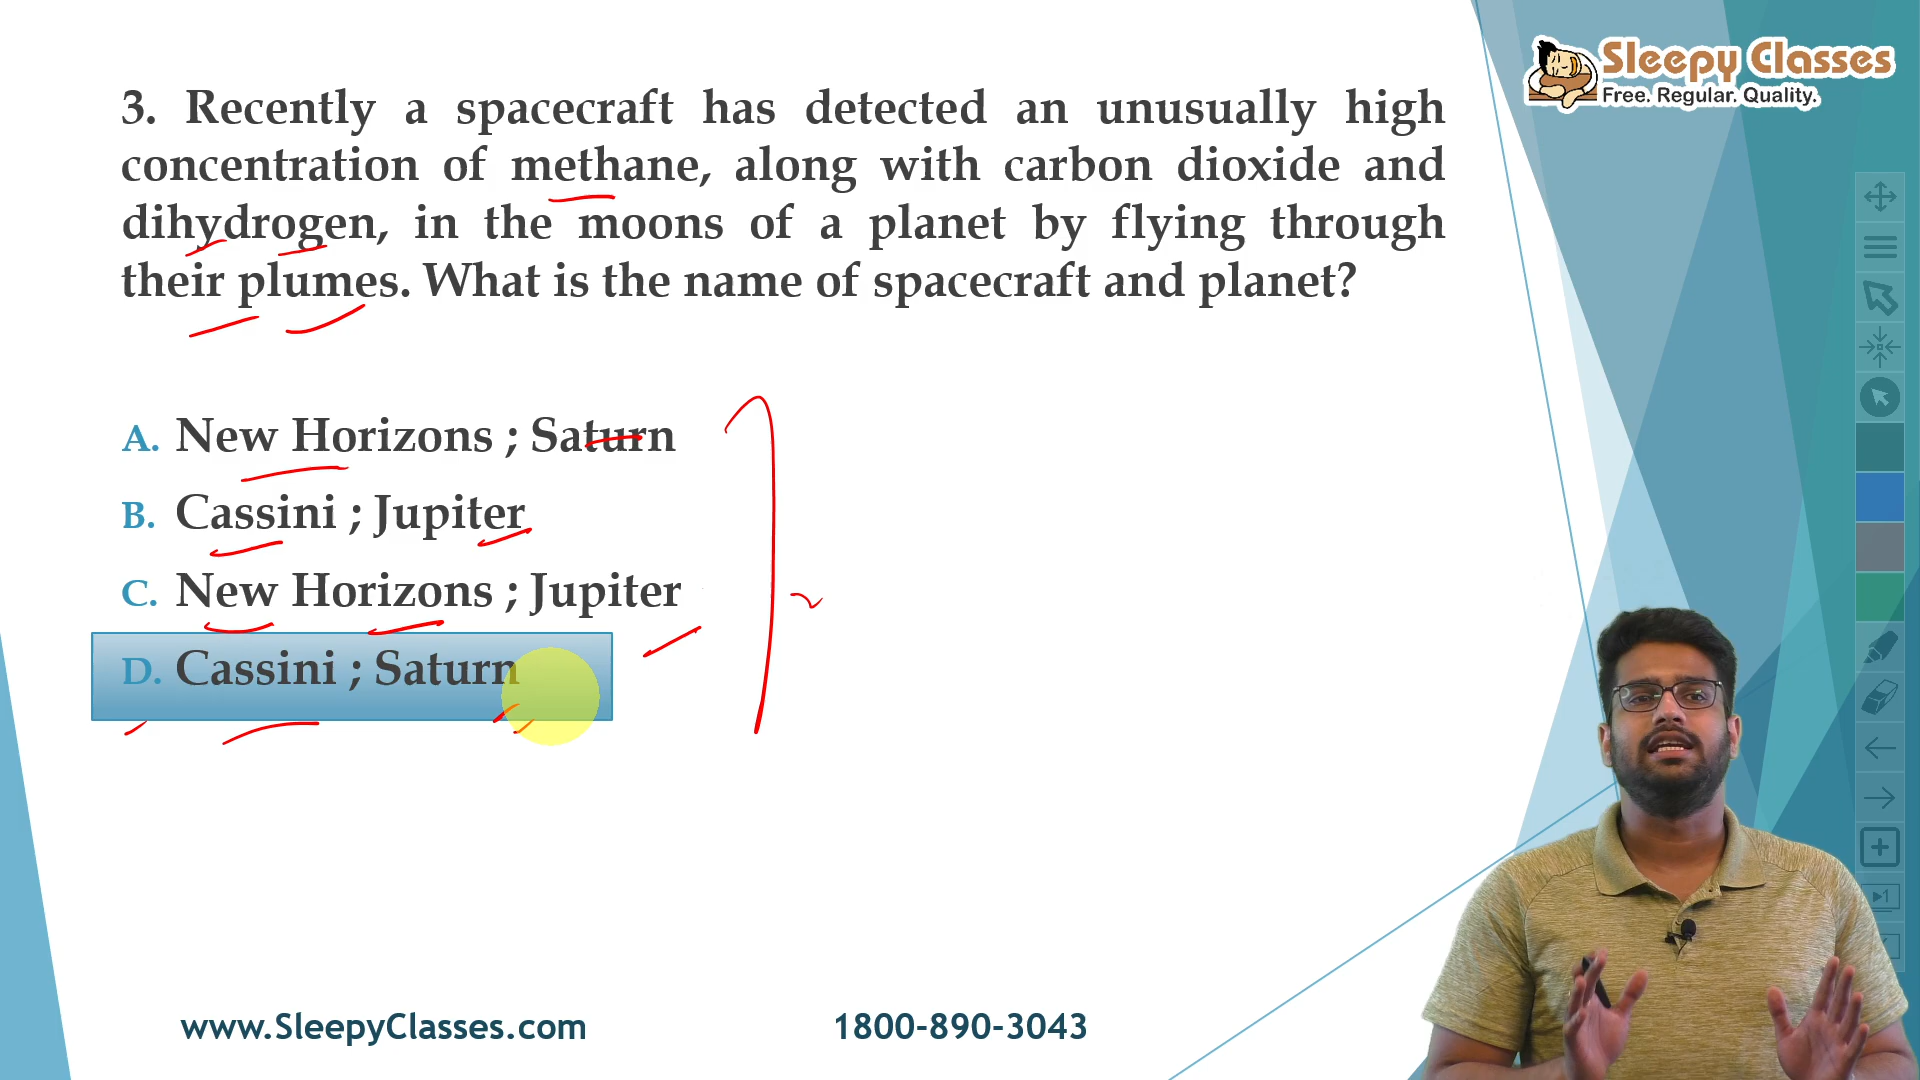 Sleepy Classes
Free. Regular. Quality.
3. Recently a spacecraft has detected an unusually high
concentration of methane, along with carbon dioxide and
dihydrogen, in the moons of a planet by flying through
their plumes. What is the name of spacecraft and planet?
A. New Horizons ; Saturn
B. Cassini ; Jupiter
C. New Horizons ; Jupiter
D. Cassini ; Saturn
www.SleepyClasses.com
1800-890-3043